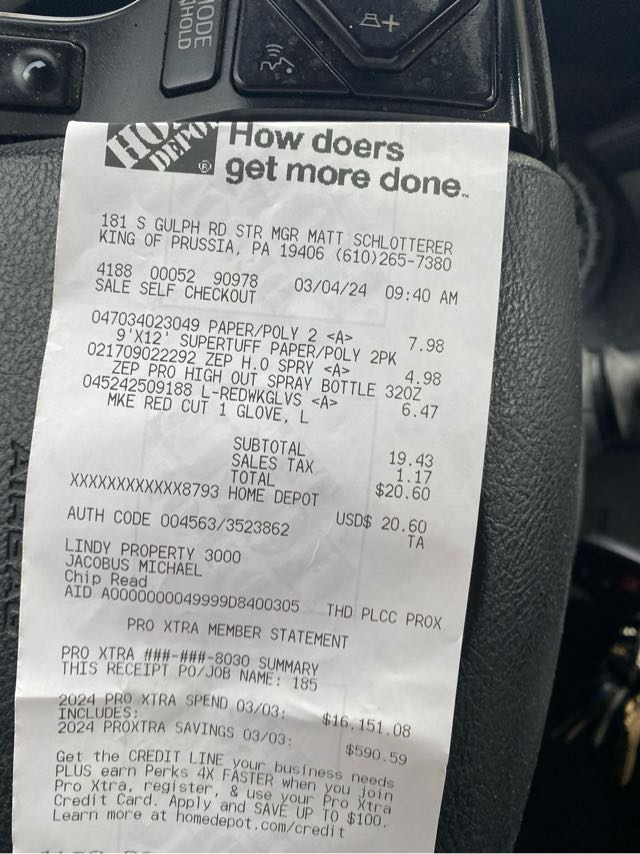 MODE
HOLD
HOME
DEPOT
How doers
get more done.™
181 S GULPH RD STR MGR MATT SCHLOTTERER
KING OF PRUSSIA, PA 19406 (610)265-7380
4188 00052 90978 03/04/24 09:40 AM
SALE SELF CHECKOUT
047034023049 PAPER/POLY 2 <A> 7.98
9'X12' SUPERTUFF PAPER/POLY 2PK
021709022292 ZEP H.O SPRY <A> 4.98
ZEP PRO HIGH OUT SPRAY BOTTLE 32OZ
045242509188 L-REDWKGLVS <A> 6.47
MKE RED CUT 1 GLOVE, L
SUBTOTAL 19.43
SALES TAX 1.17
TOTAL $20.60
XXXXXXXXXXXX8793 HOME DEPOT
USD$ 20.60
AUTH CODE 004563/3523862 TA
LINDY PROPERTY 3000
JACOBUS MICHAEL
Chip Read
AID A0000000049999D8400305 THD PLCC PROX
PRO XTRA MEMBER STATEMENT
PRO XTRA ###-###-8030 SUMMARY
THIS RECEIPT PO/JOB NAME: 185
2024 PRO XTRA SPEND 03/03: $16,151.08
INCLUDES:
2024 PROXTRA SAVINGS 03/03: $590.59
Get the CREDIT LINE your business needs
PLUS earn Perks 4X FASTER when you join
Pro Xtra, register, & use your Pro Xtra
Credit Card. Apply and SAVE UP TO $100.
Learn more at homedepot.com/credit